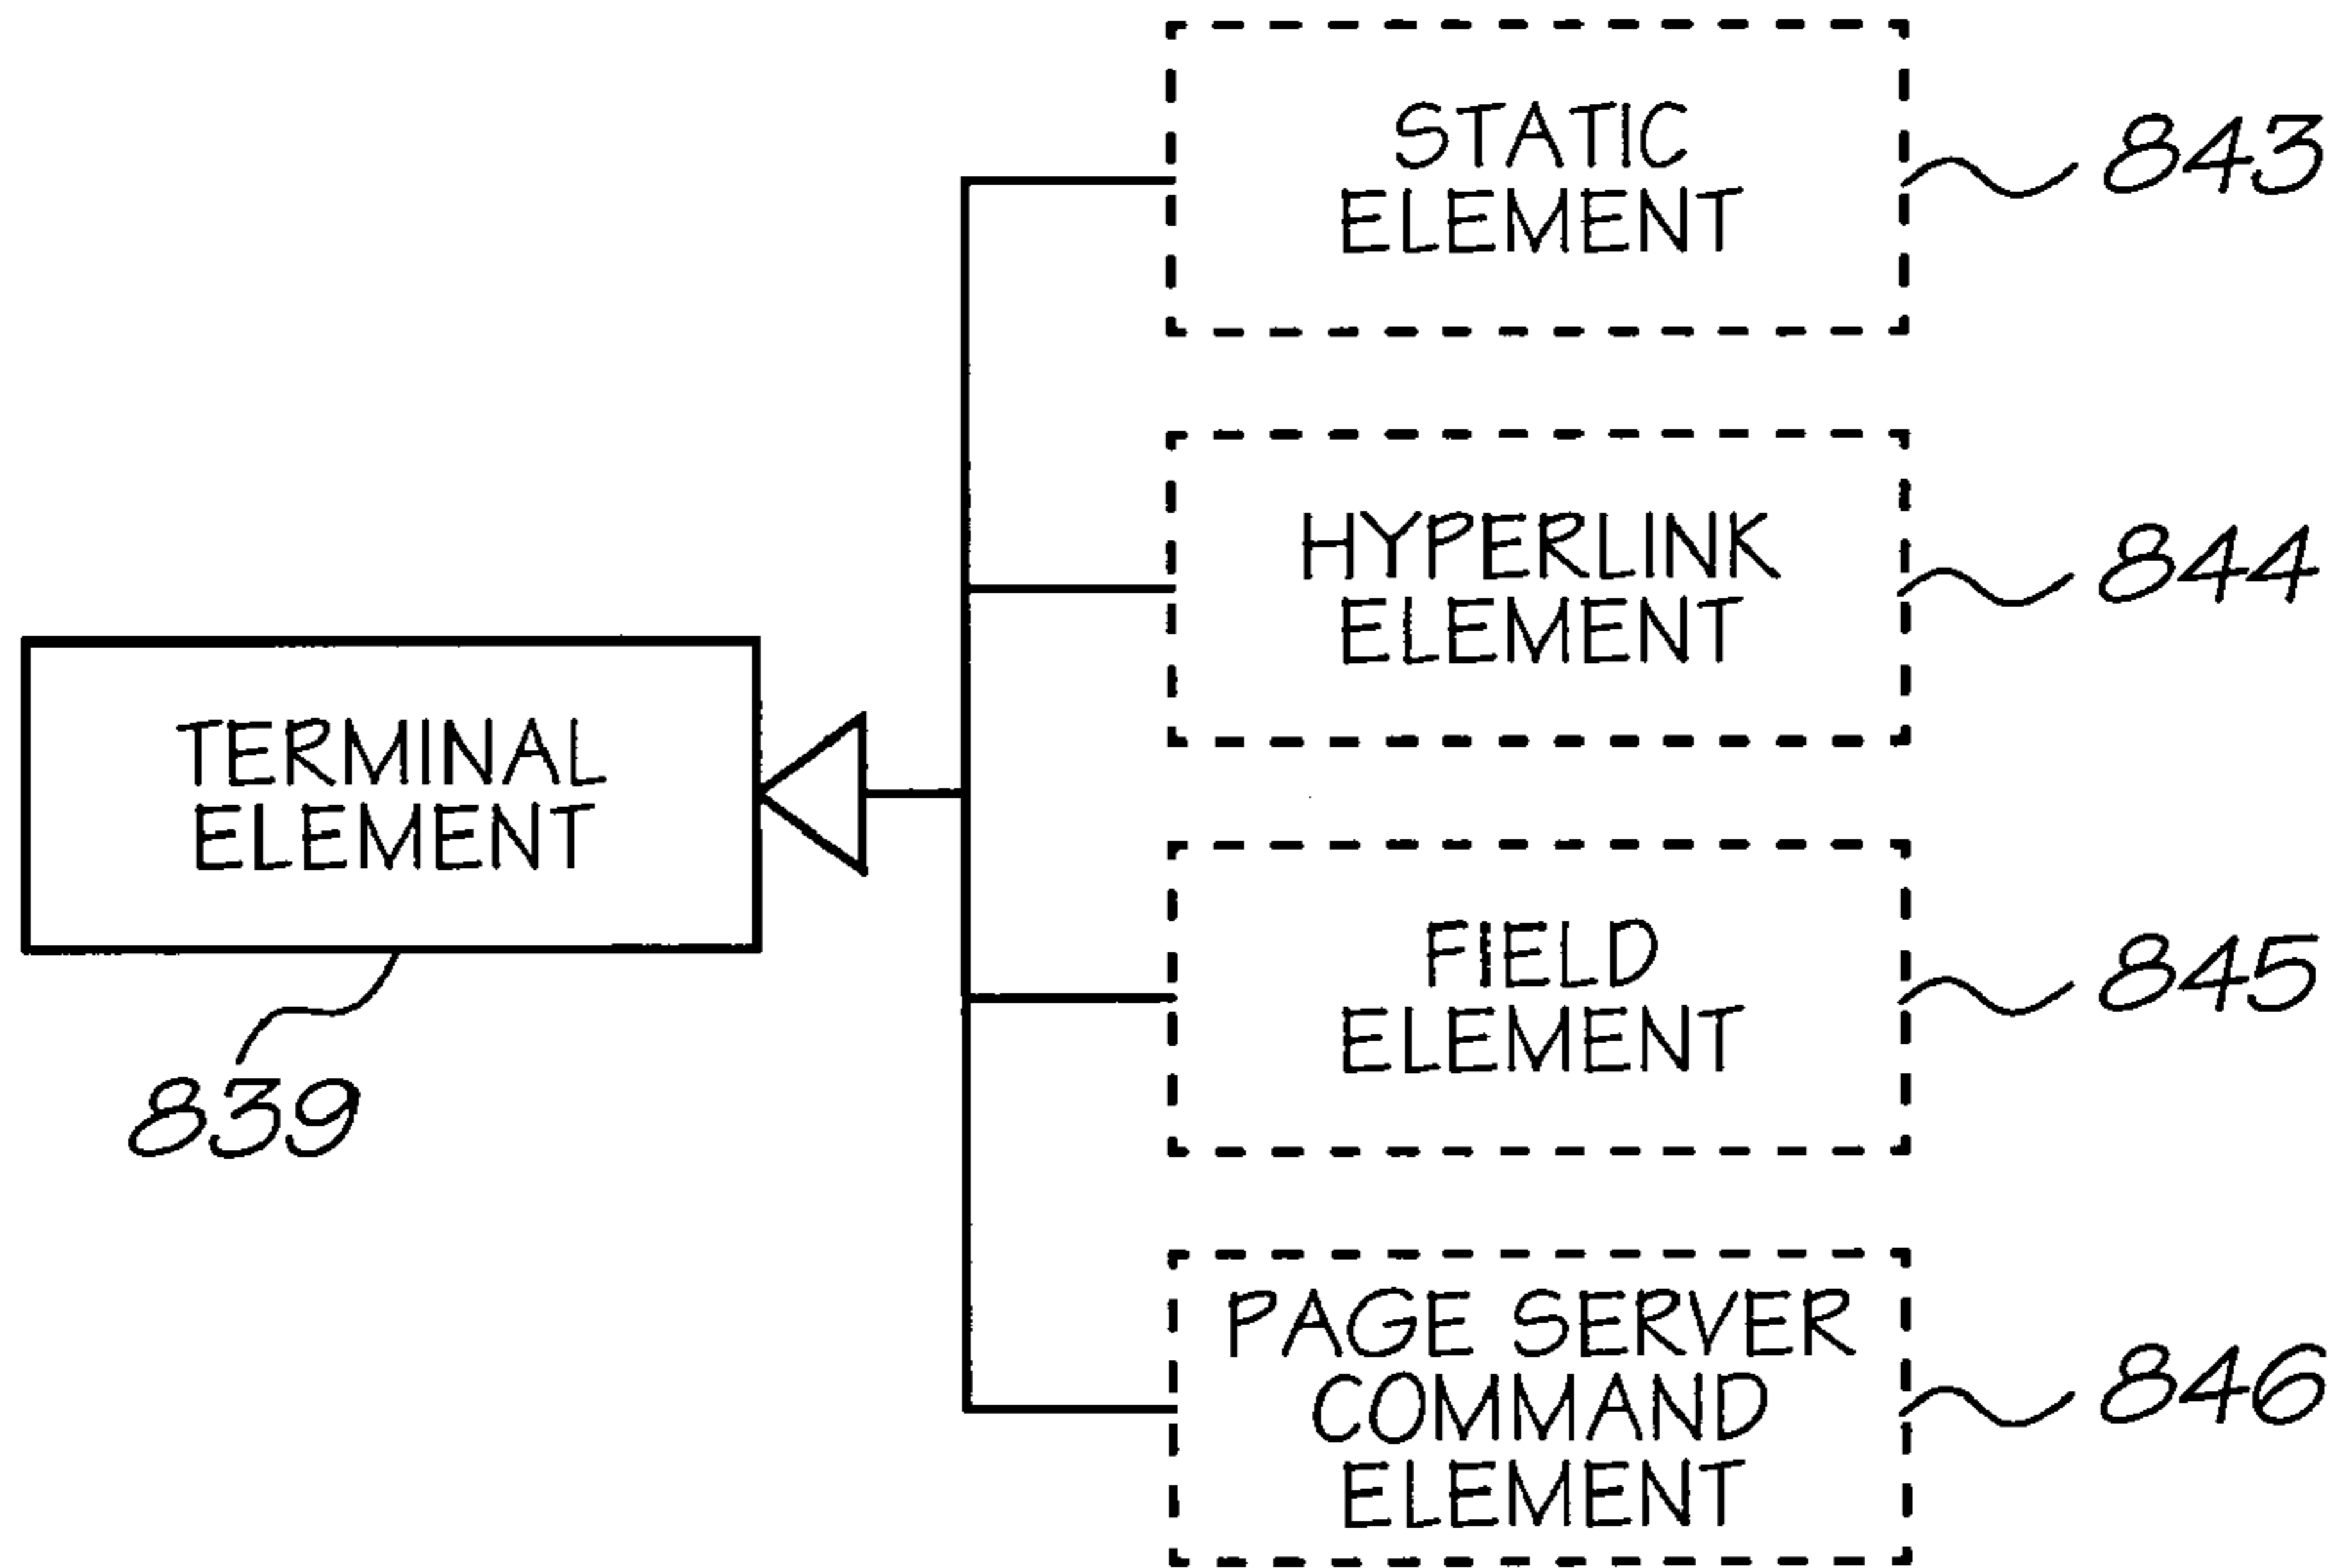 STATIC
ELEMENT
843
HYPERLINK
ELEMENT
844
TERMINAL
ELEMENT
839
FIELD
ELEMENT
845
PAGE SERVER
COMMAND
ELEMENT
846